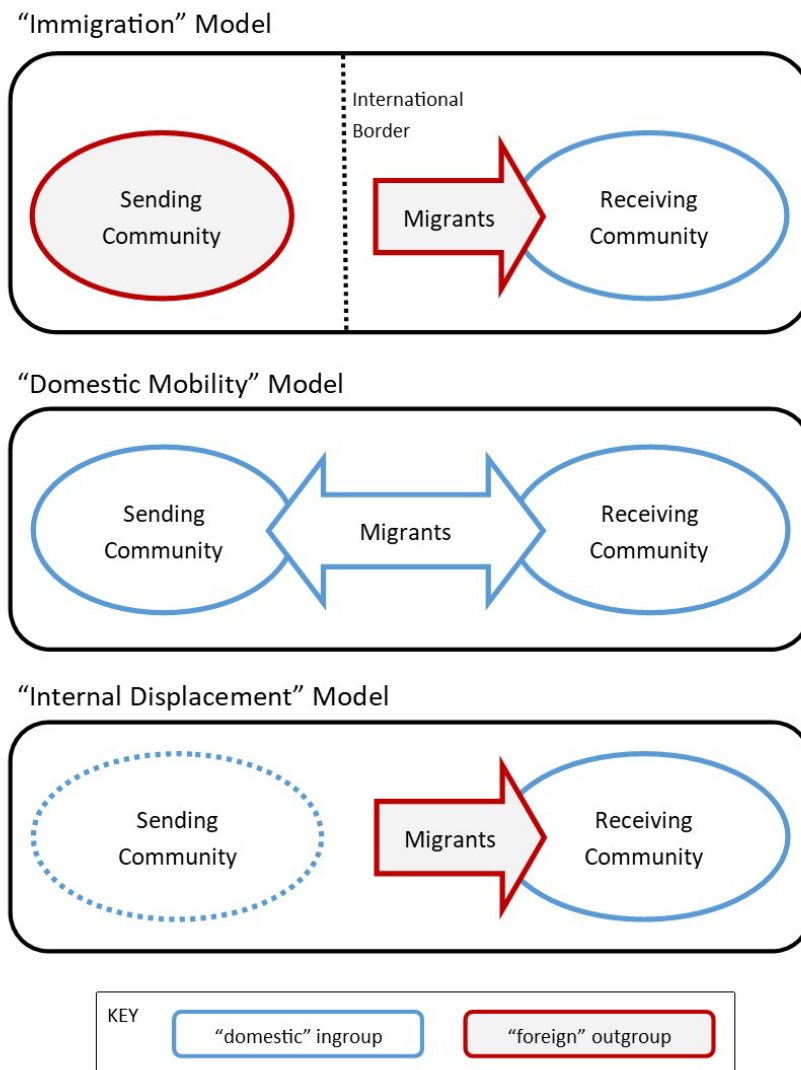 “Immigration” Model
International
Border
Sending
Community
Migrants
Receiving
Community
“Domestic Mobility” Model
Sending
Community
Migrants
Receiving
Community
“Internal Displacement” Model
Sending
Community
Migrants
Receiving
Community
KEY
“domestic” ingroup
“foreign” outgroup